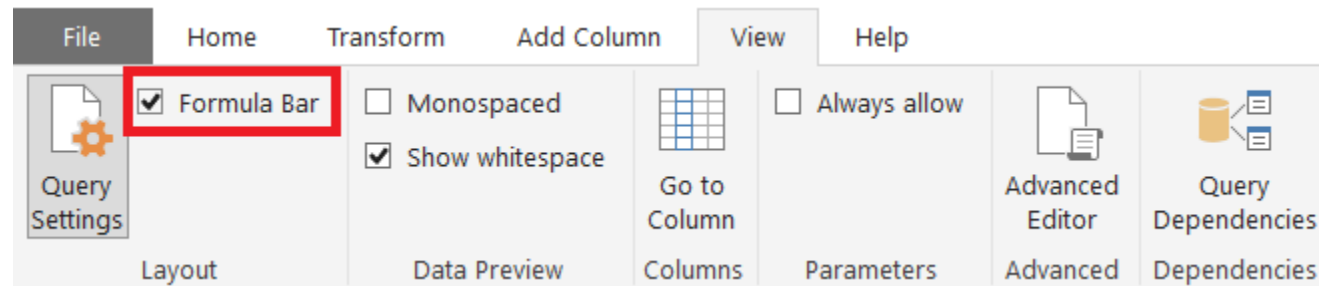 File Home Transform Add Column View Help
Formula Bar Monospaced Always allow
Show whitespace
Query Go to Advanced Query
Settings Column Editor Dependencies
Layout Data Preview Columns Parameters Advanced Dependencies